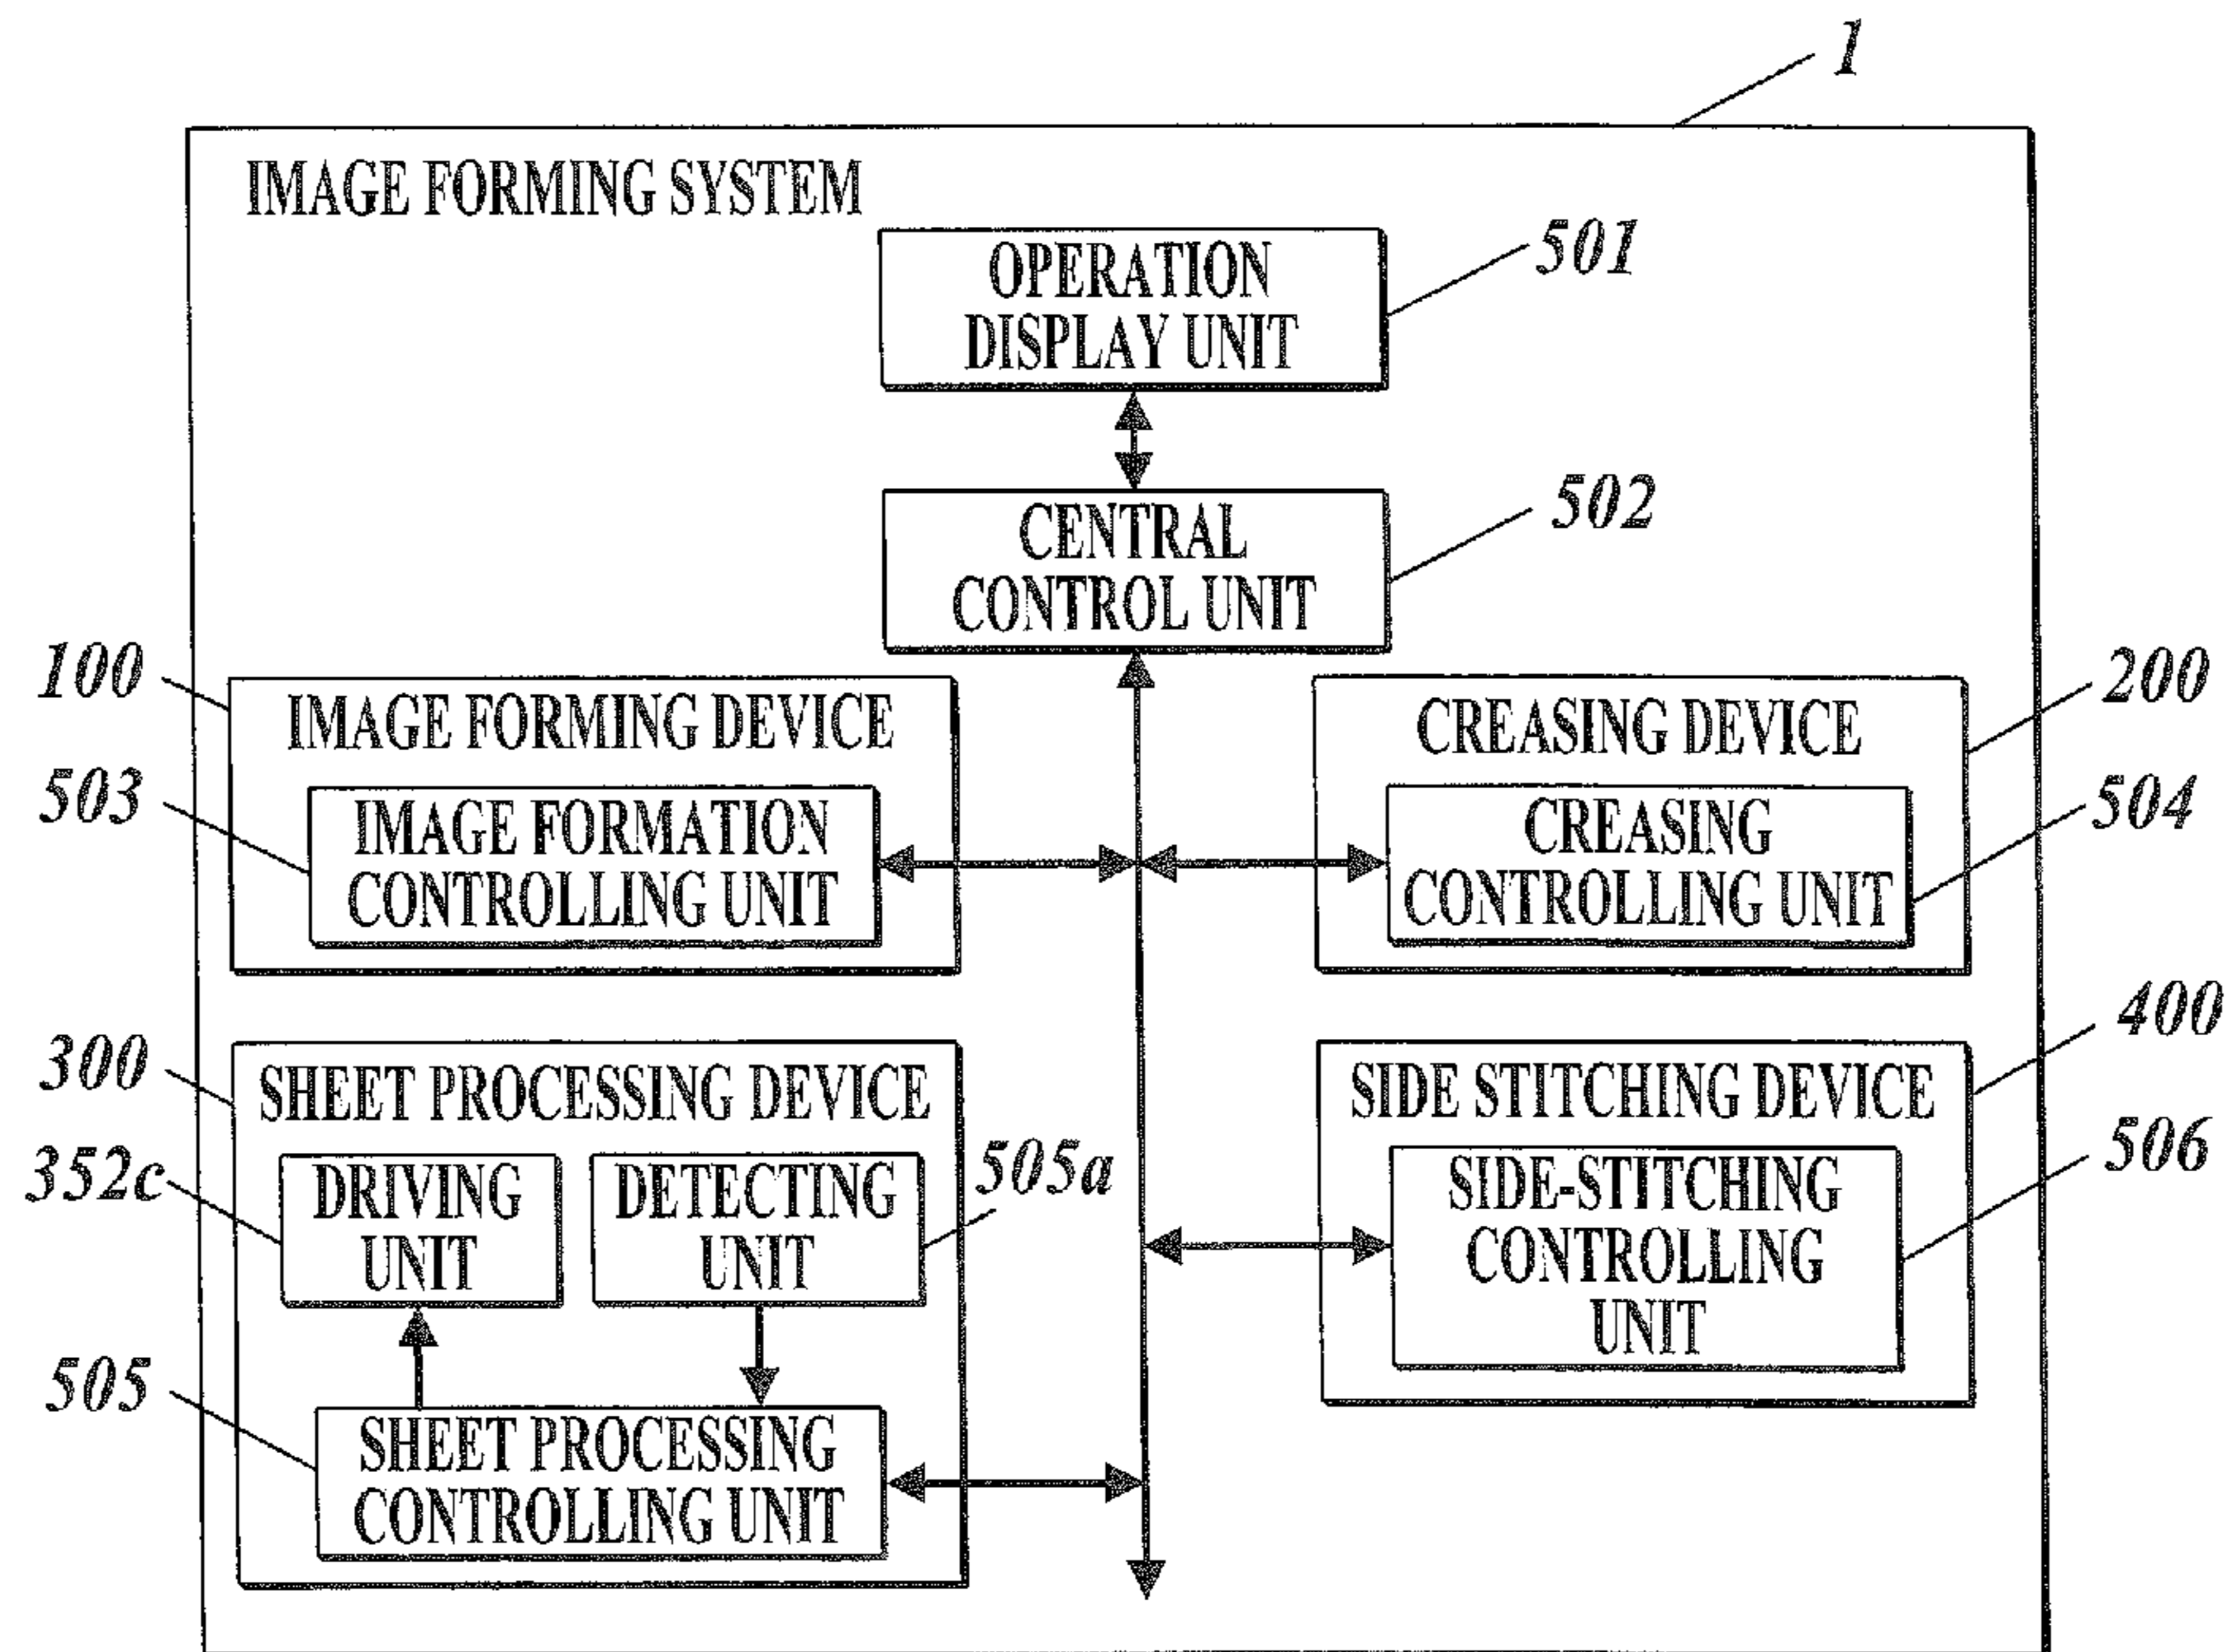 1
IMAGE FORMING SYSTEM
OPERATION
DISPLAY UNIT
501
CENTRAL
CONTROL UNIT
502
100
IMAGE FORMING DEVICE
503
IMAGE FORMATION
CONTROLLING UNIT
CREASING DEVICE
200
CREASING
CONTROLLING UNIT
504
300
SHEET PROCESSING DEVICE
352c
DRIVING
UNIT
DETECTING
UNIT
505a
505
SHEET PROCESSING
CONTROLLING UNIT
400
SIDE STITCHING DEVICE
SIDE-STITCHING
CONTROLLING
UNIT
506